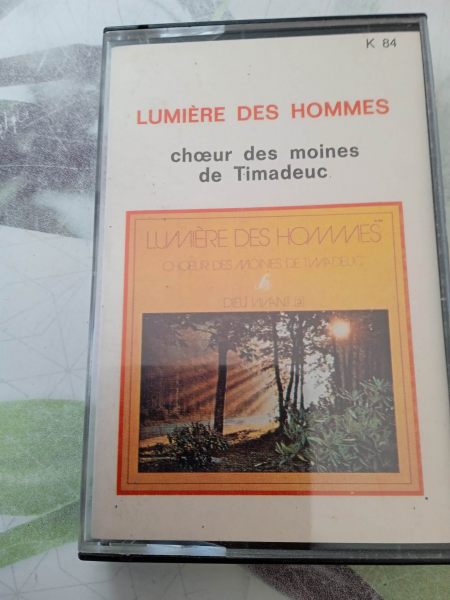 K 84
LUMIÈRE DES HOMMES
chœur des moines
de Timadeuc
LUMIÈRE DES HOMMES
CHŒUR DES MOINES DE TIMADEUC
DIEU VIVANT